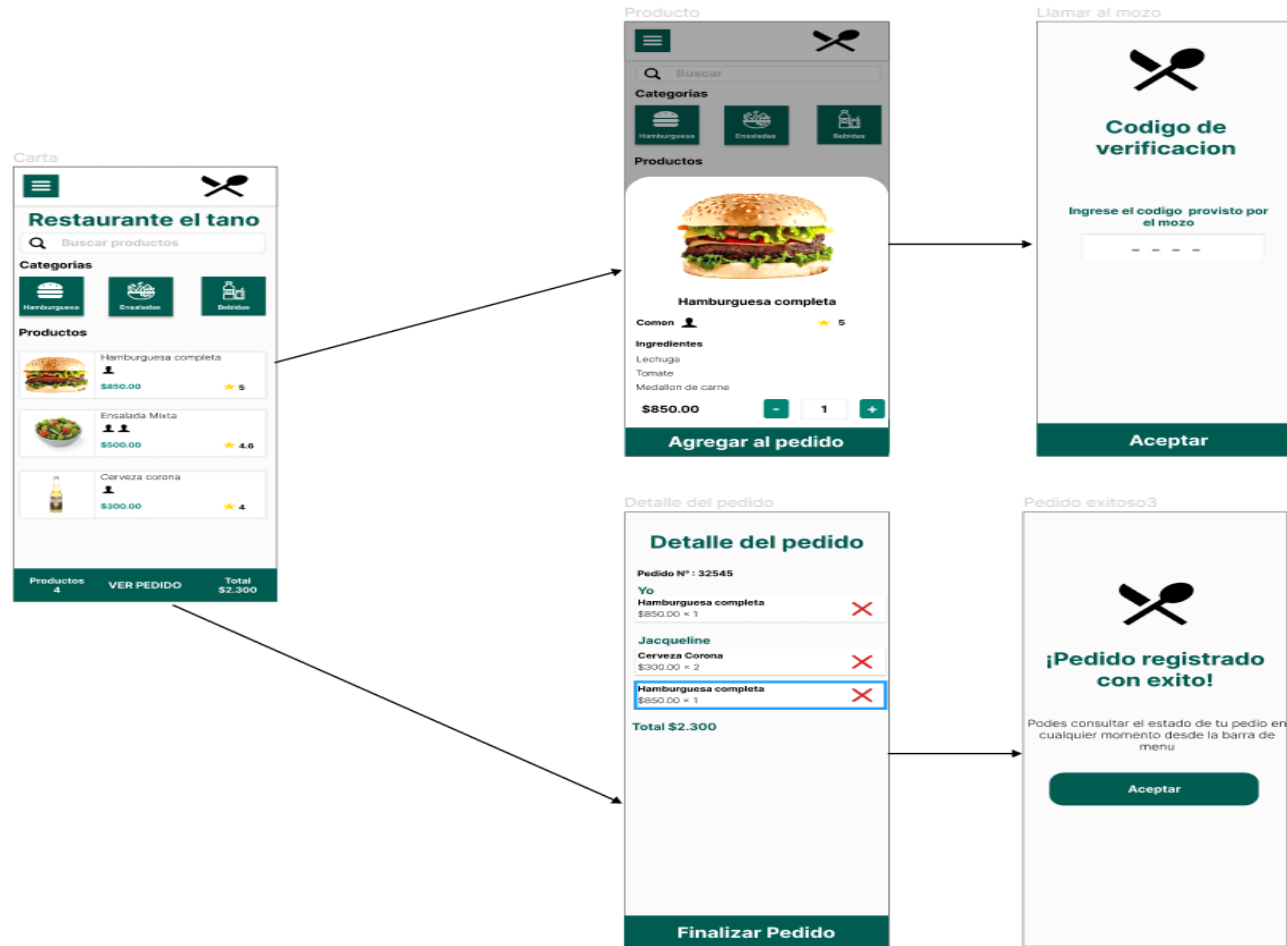 Carta
Restaurante el tano
Buscar productos
Categorias
Hamburguesa
Ensaladas
Bebidas
Productos
Hamburguesa completa
$850.00
5
Ensalada Mixta
$500.00
4.6
Cerveza corona
$300.00
4
Productos
4
VER PEDIDO
Total
$2.300
Producto
Buscar
Categorias
Hamburguesa
Ensaladas
Bebidas
Productos
Hamburguesa completa
Comen
5
Ingredientes
Lechuga
Tomate
Medallon de carne
$850.00
-
1
+
Agregar al pedido
Llamar al mozo
Codigo de
verificacion
Ingrese el codigo provisto por
el mozo
- - - -
Aceptar
Detalle del pedido
Detalle del pedido
Pedido N° : 32545
Yo
Hamburguesa completa
$850.00 × 1
Jacqueline
Cerveza Corona
$300.00 × 2
Hamburguesa completa
$850.00 × 1
Total $2.300
Finalizar Pedido
Pedido exitoso3
¡Pedido registrado
con exito!
Podes consultar el estado de tu pedio en
cualquier momento desde la barra de
menu
Aceptar